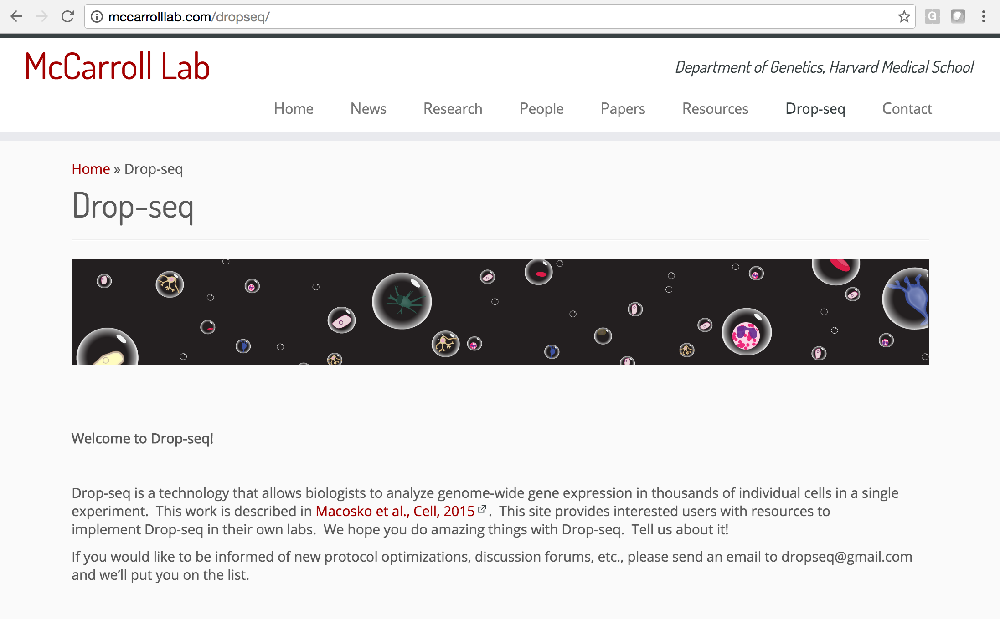 mccarrolllab.com/dropseq/
G
McCarroll Lab
Department of Genetics, Harvard Medical School
Home News Research People Papers Resources Drop-seq Contact
Home » Drop-seq
Drop-seq
Welcome to Drop-seq!
Drop-seq is a technology that allows biologists to analyze genome-wide gene expression in thousands of individual cells in a single
experiment.  This work is described in Macosko et al., Cell, 2015.  This site provides interested users with resources to
implement Drop-seq in their own labs.  We hope you do amazing things with Drop-seq.  Tell us about it!
If you would like to be informed of new protocol optimizations, discussion forums, etc., please send an email to dropseq@gmail.com
and we’ll put you on the list.